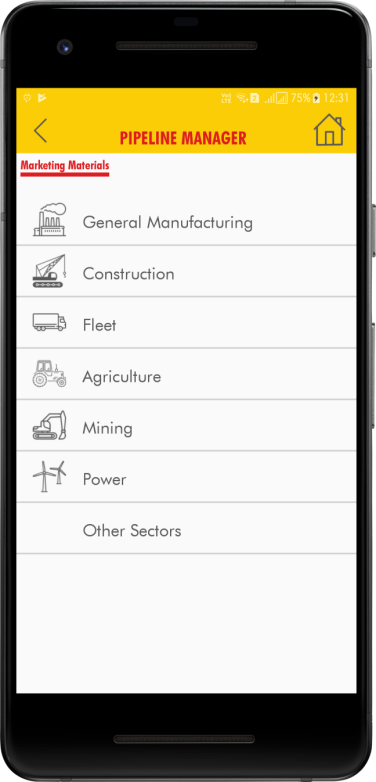 75% 12:31
PIPELINE MANAGER
Marketing Materials
General Manufacturing
Construction
Fleet
Agriculture
Mining
Power
Other Sectors